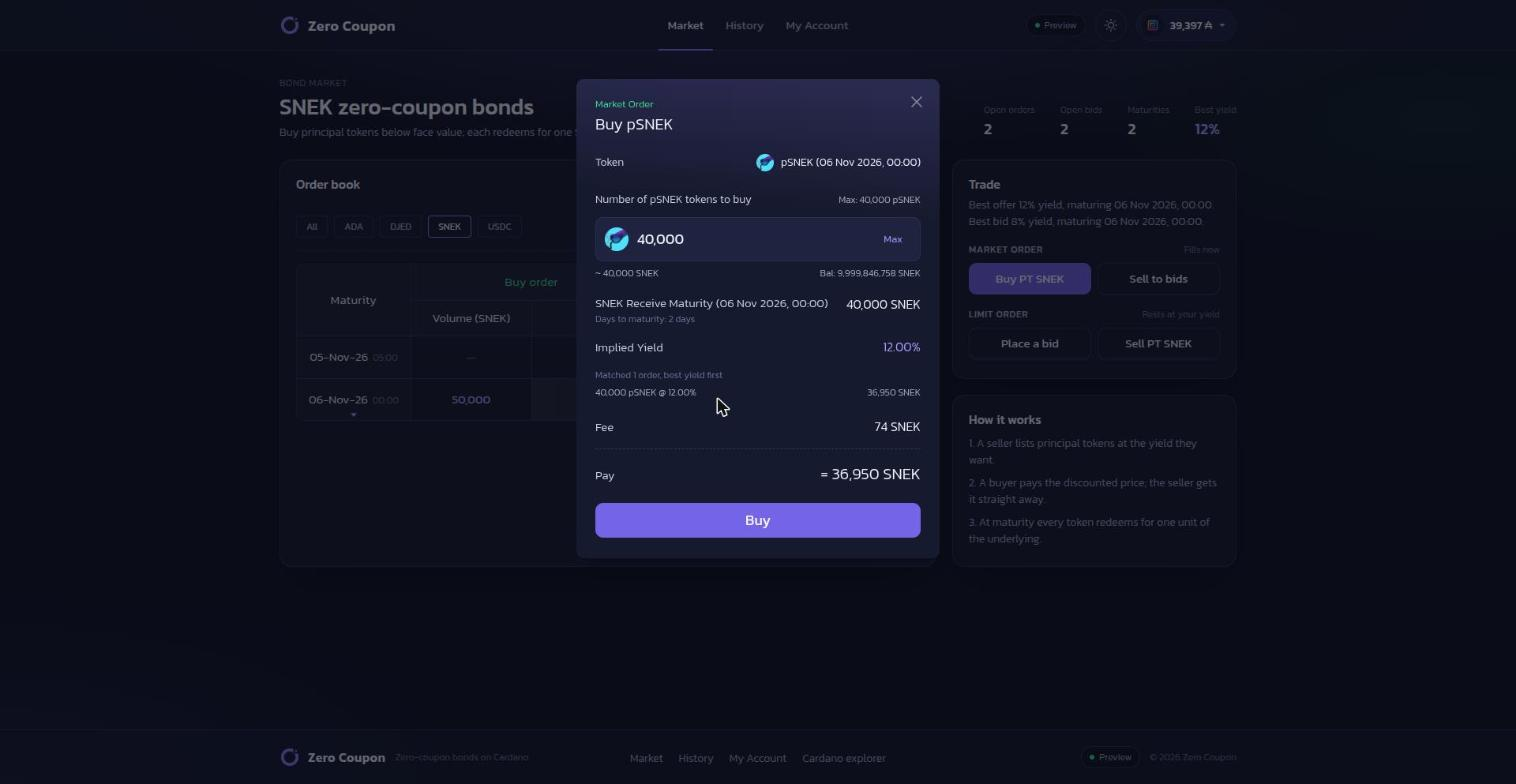 Zero Coupon
Market
History
My Account
Preview
39,397 ₳
BOND MARKET
SNEK zero-coupon bonds
Buy principal tokens below face value; each redeems for one
Open orders
2
Open bids
2
Maturities
2
Best yield
12%
Order book
All
ADA
DJED
SNEK
USDC
Maturity
Buy order
Volume (SNEK)
05-Nov-26 05:00
—
06-Nov-26 00:00
50,000
Market Order
Buy pSNEK
Token
pSNEK (06 Nov 2026, 00:00)
Number of pSNEK tokens to buy
Max: 40,000 pSNEK
40,000
Max
~ 40,000 SNEK
Bal: 9,999,846,758 SNEK
SNEK Receive Maturity (06 Nov 2026, 00:00)
40,000 SNEK
Days to maturity: 2 days
Implied Yield
12.00%
Matched 1 order, best yield first
40,000 pSNEK @ 12.00%
36,950 SNEK
Fee
74 SNEK
Pay
= 36,950 SNEK
Buy
Trade
Best offer 12% yield, maturing 06 Nov 2026, 00:00.
Best bid 8% yield, maturing 06 Nov 2026, 00:00.
MARKET ORDER
Fills now
Buy PT SNEK
Sell to bids
LIMIT ORDER
Rests at your yield
Place a bid
Sell PT SNEK
How it works
1. A seller lists principal tokens at the yield they
want.
2. A buyer pays the discounted price; the seller gets
it straight away.
3. At maturity every token redeems for one unit of
the underlying.
Zero Coupon
Zero-coupon bonds on Cardano
Market
History
My Account
Cardano explorer
Preview
© 2026 Zero Coupon